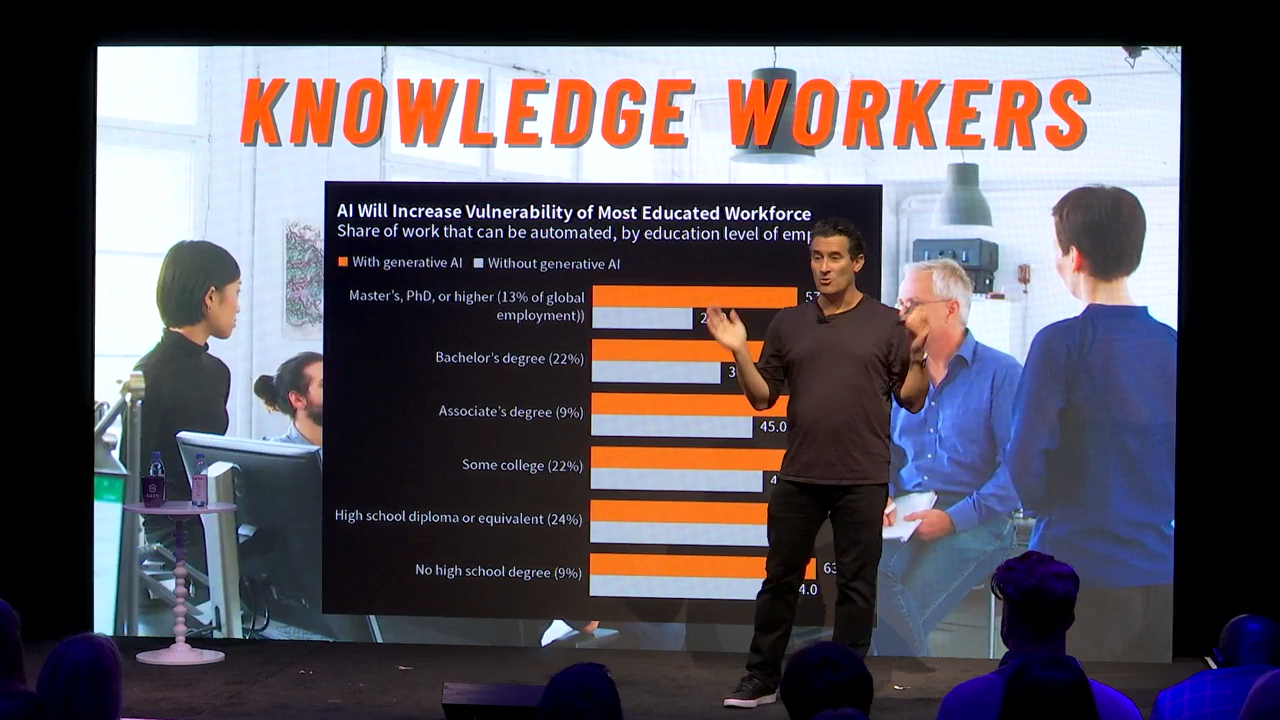 KNOWLEDGE WORKERS
AI Will Increase Vulnerability of Most Educated Workforce
Share of work that can be automated, by education level of
With generative AI Without generative AI
Master's, PhD, or higher (13% of global
employment))
Bachelor's degree (22%)
Associate's degree (9%)
45.0
Some college (22%)
High school diploma or equivalent (24%)
No high school degree (9%)